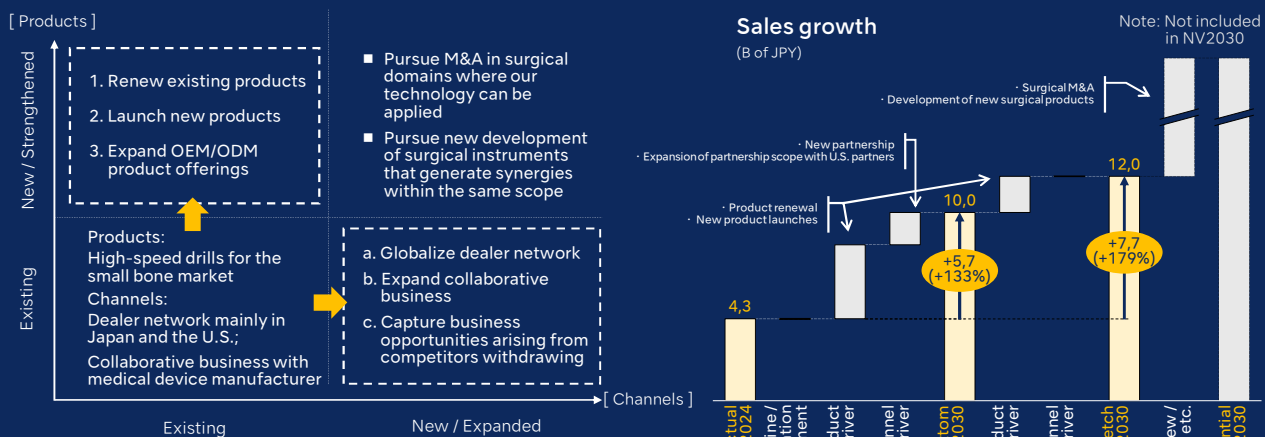 [ Products ]
New / Strengthened
Existing
1. Renew existing products
2. Launch new products
3. Expand OEM/ODM
product offerings
■ Pursue M&A in surgical
domains where our
technology can be
applied
■ Pursue new development
of surgical instruments
that generate synergies
within the same scope
Products:
High-speed drills for the
small bone market
Channels:
Dealer network mainly in
Japan and the U.S.;
Collaborative business with
medical device manufacturer
a. Globalize dealer network
b. Expand collaborative
business
c. Capture business
opportunities arising from
competitors withdrawing
[ Channels ]
Existing
New / Expanded
Sales growth
(B of JPY)
Note: Not included
in NV2030
· Surgical M&A
· Development of new surgical products
· New partnership
· Expansion of partnership scope with U.S. partners
· Product renewal
· New product launches
4,3
10,0
+5,7
(+133%)
12,0
+7,7
(+179%)
2024
2030
2030
etc.
2030